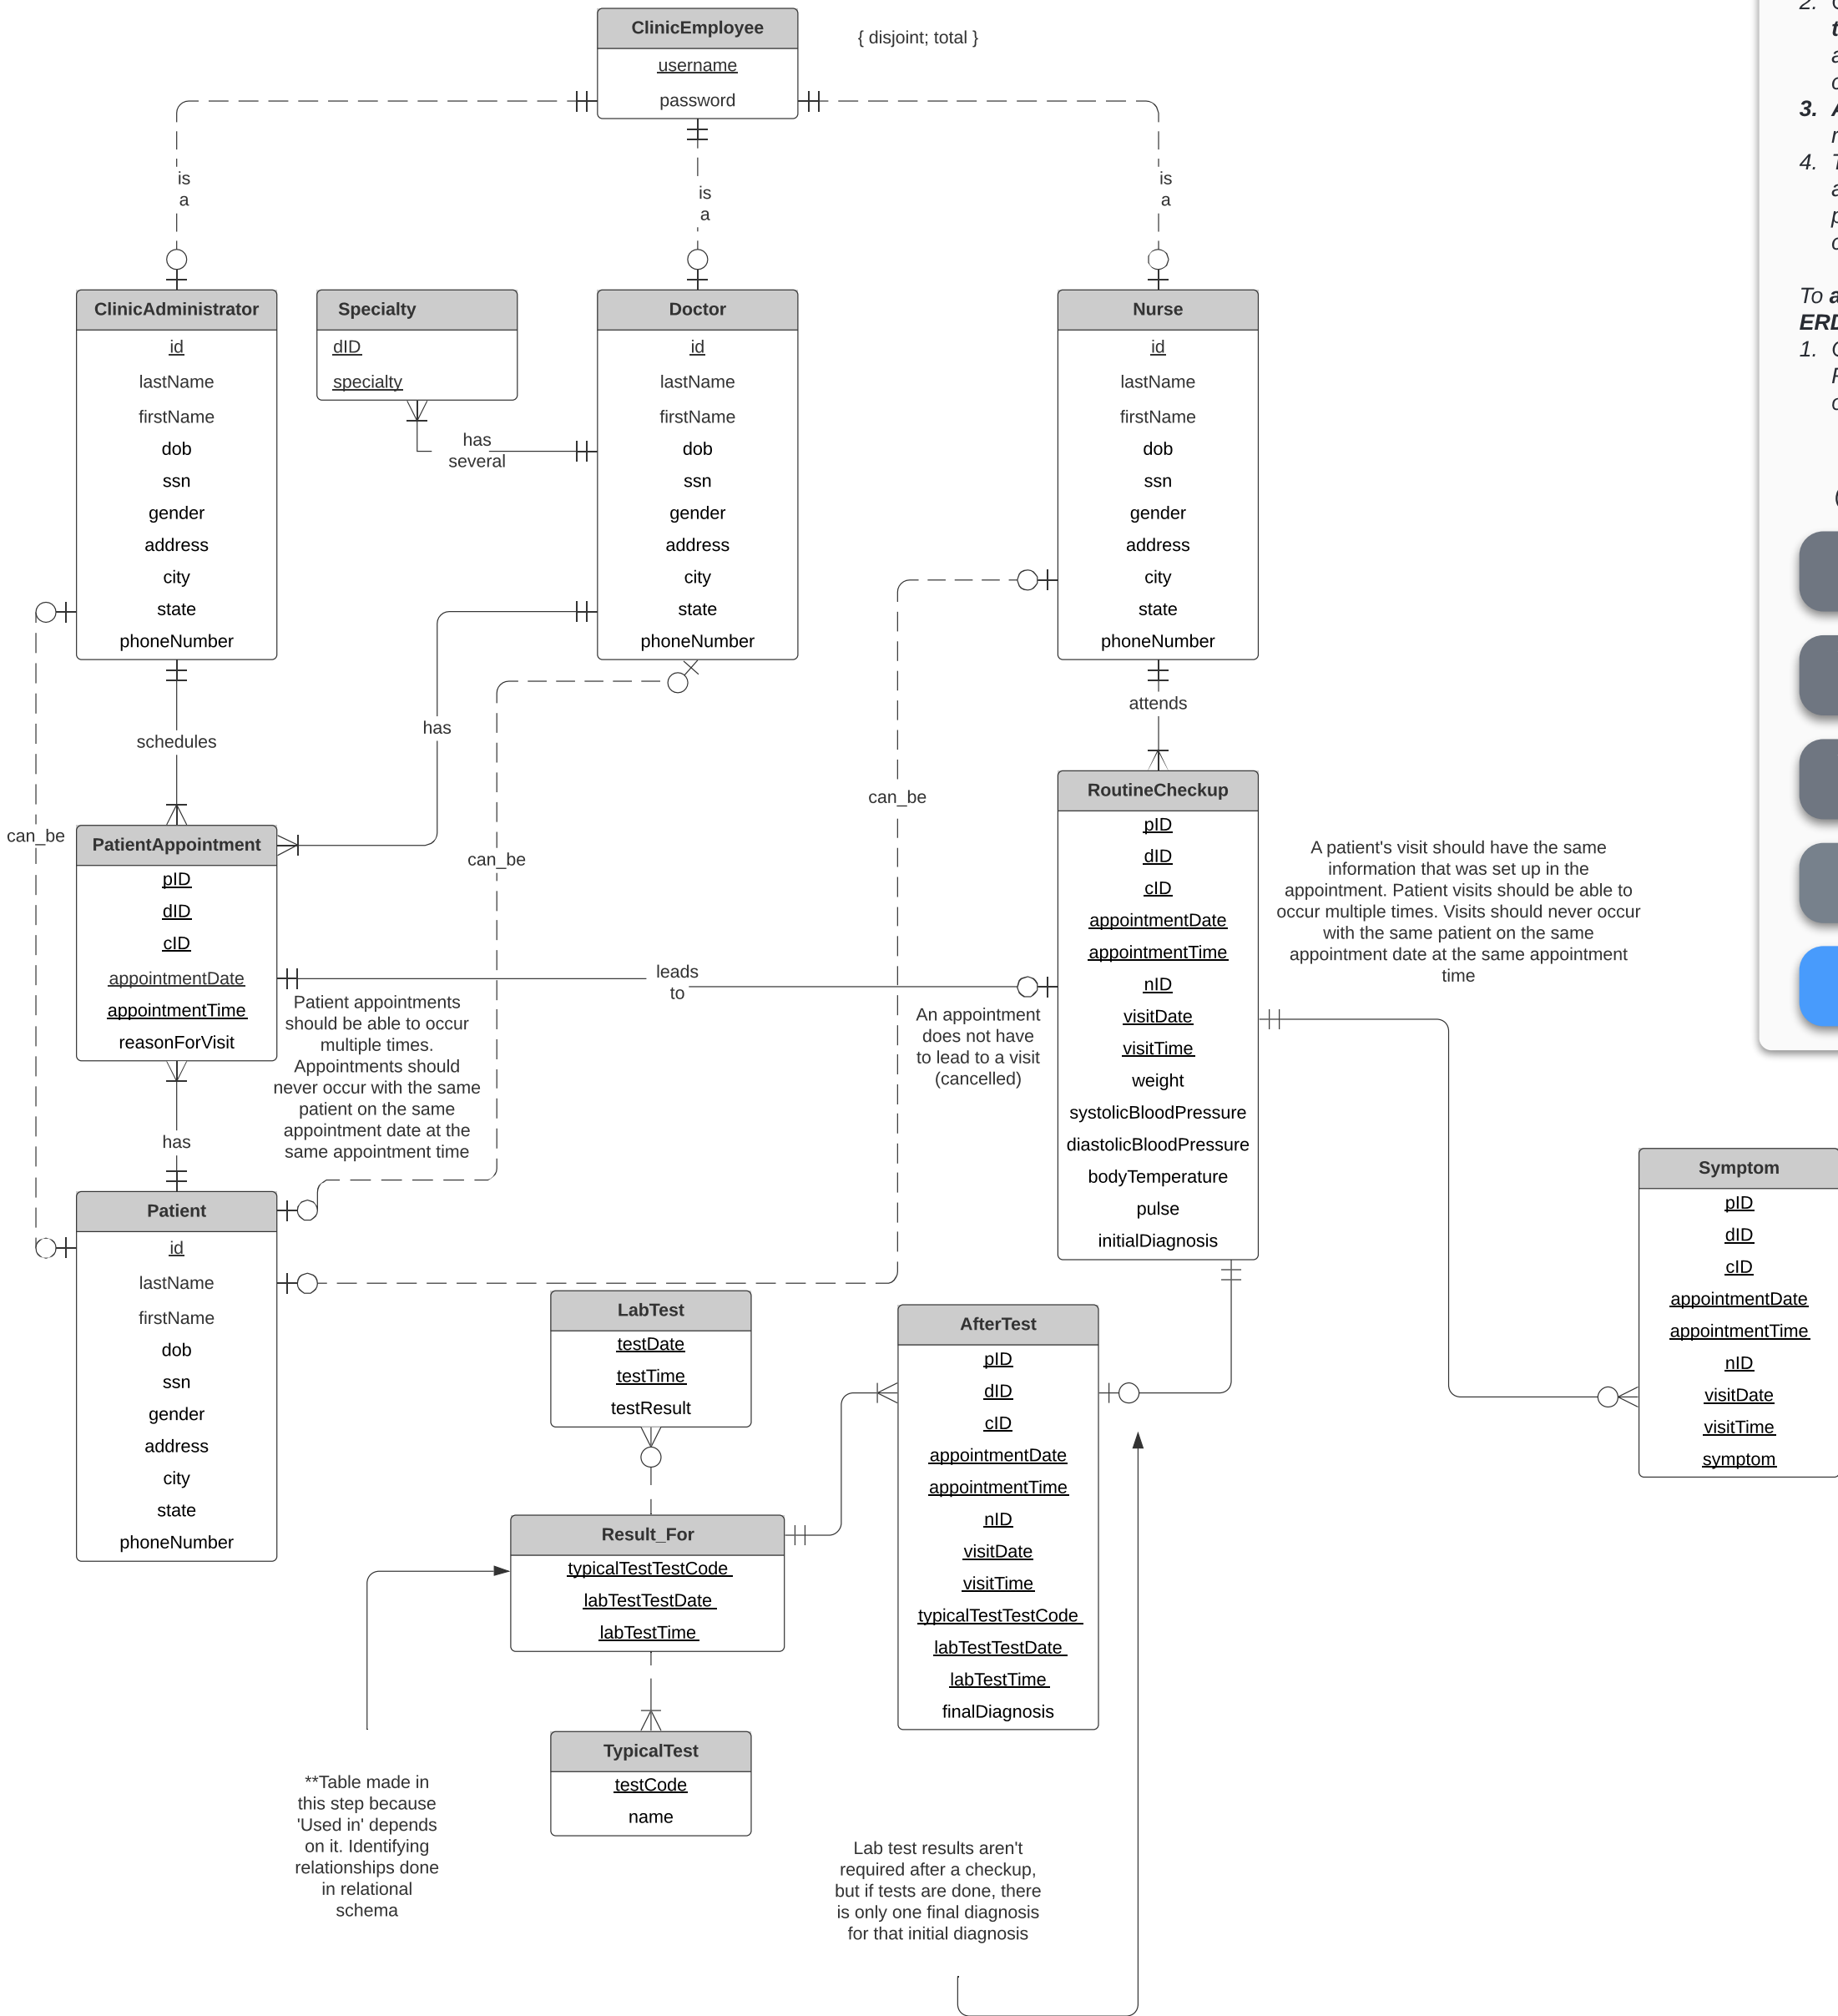 ClinicEmployee
username
password
{ disjoint; total }
is
a
is
a
is
a
ClinicAdministrator
id
lastName
firstName
dob
ssn
gender
address
city
state
phoneNumber
Specialty
dID
specialty
has
several
Doctor
id
lastName
firstName
dob
ssn
gender
address
city
state
phoneNumber
Nurse
id
lastName
firstName
dob
ssn
gender
address
city
state
phoneNumber
schedules
has
attends
can_be
can_be
can_be
PatientAppointment
pID
dID
cID
appointmentDate
appointmentTime
reasonForVisit
Patient appointments
should be able to occur
multiple times.
Appointments should
never occur with the same
patient on the same
appointment date at the
same appointment time
leads
to
An appointment
does not have
to lead to a visit
(cancelled)
RoutineCheckup
pID
dID
cID
appointmentDate
appointmentTime
nID
visitDate
visitTime
weight
systolicBloodPressure
diastolicBloodPressure
bodyTemperature
pulse
initialDiagnosis
A patient's visit should have the same
information that was set up in the
appointment. Patient visits should be able to
occur multiple times. Visits should never occur
with the same patient on the same
appointment date at the same appointment
time
has
Patient
id
lastName
firstName
dob
ssn
gender
address
city
state
phoneNumber
LabTest
testDate
testTime
testResult
AfterTest
pID
dID
cID
appointmentDate
appointmentTime
nID
visitDate
visitTime
typicalTestTestCode
labTestTestDate
labTestTime
finalDiagnosis
Symptom
pID
dID
cID
appointmentDate
appointmentTime
nID
visitDate
visitTime
symptom
Result_For
typicalTestTestCode
labTestTestDate
labTestTime
TypicalTest
testCode
name
**Table made in
this step because
'Used in' depends
on it. Identifying
relationships done
in relational
schema
Lab test results aren't
required after a checkup,
but if tests are done, there
is only one final diagnosis
for that initial diagnosis
2.
3.
4.
To
ERD
1.